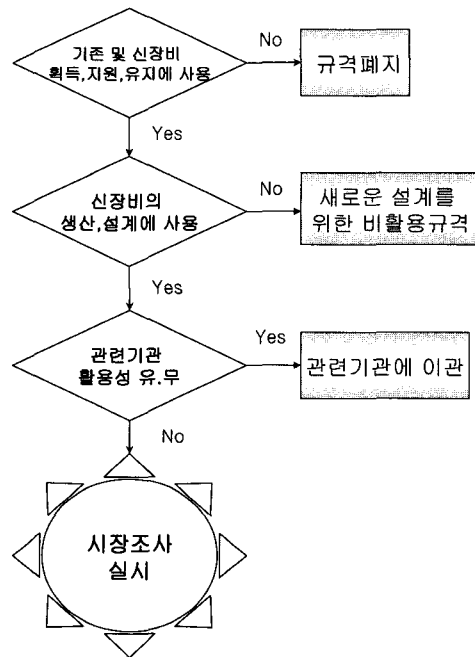 기존 및 신장비
획득,지원,유지에 사용
No
규격폐지
Yes
신장비의
생산,설계에 사용
No
새로운 설계를
위한 비활용규격
Yes
관련기관
활용성 유.무
Yes
관련기관에 이관
No
시장조사
실시